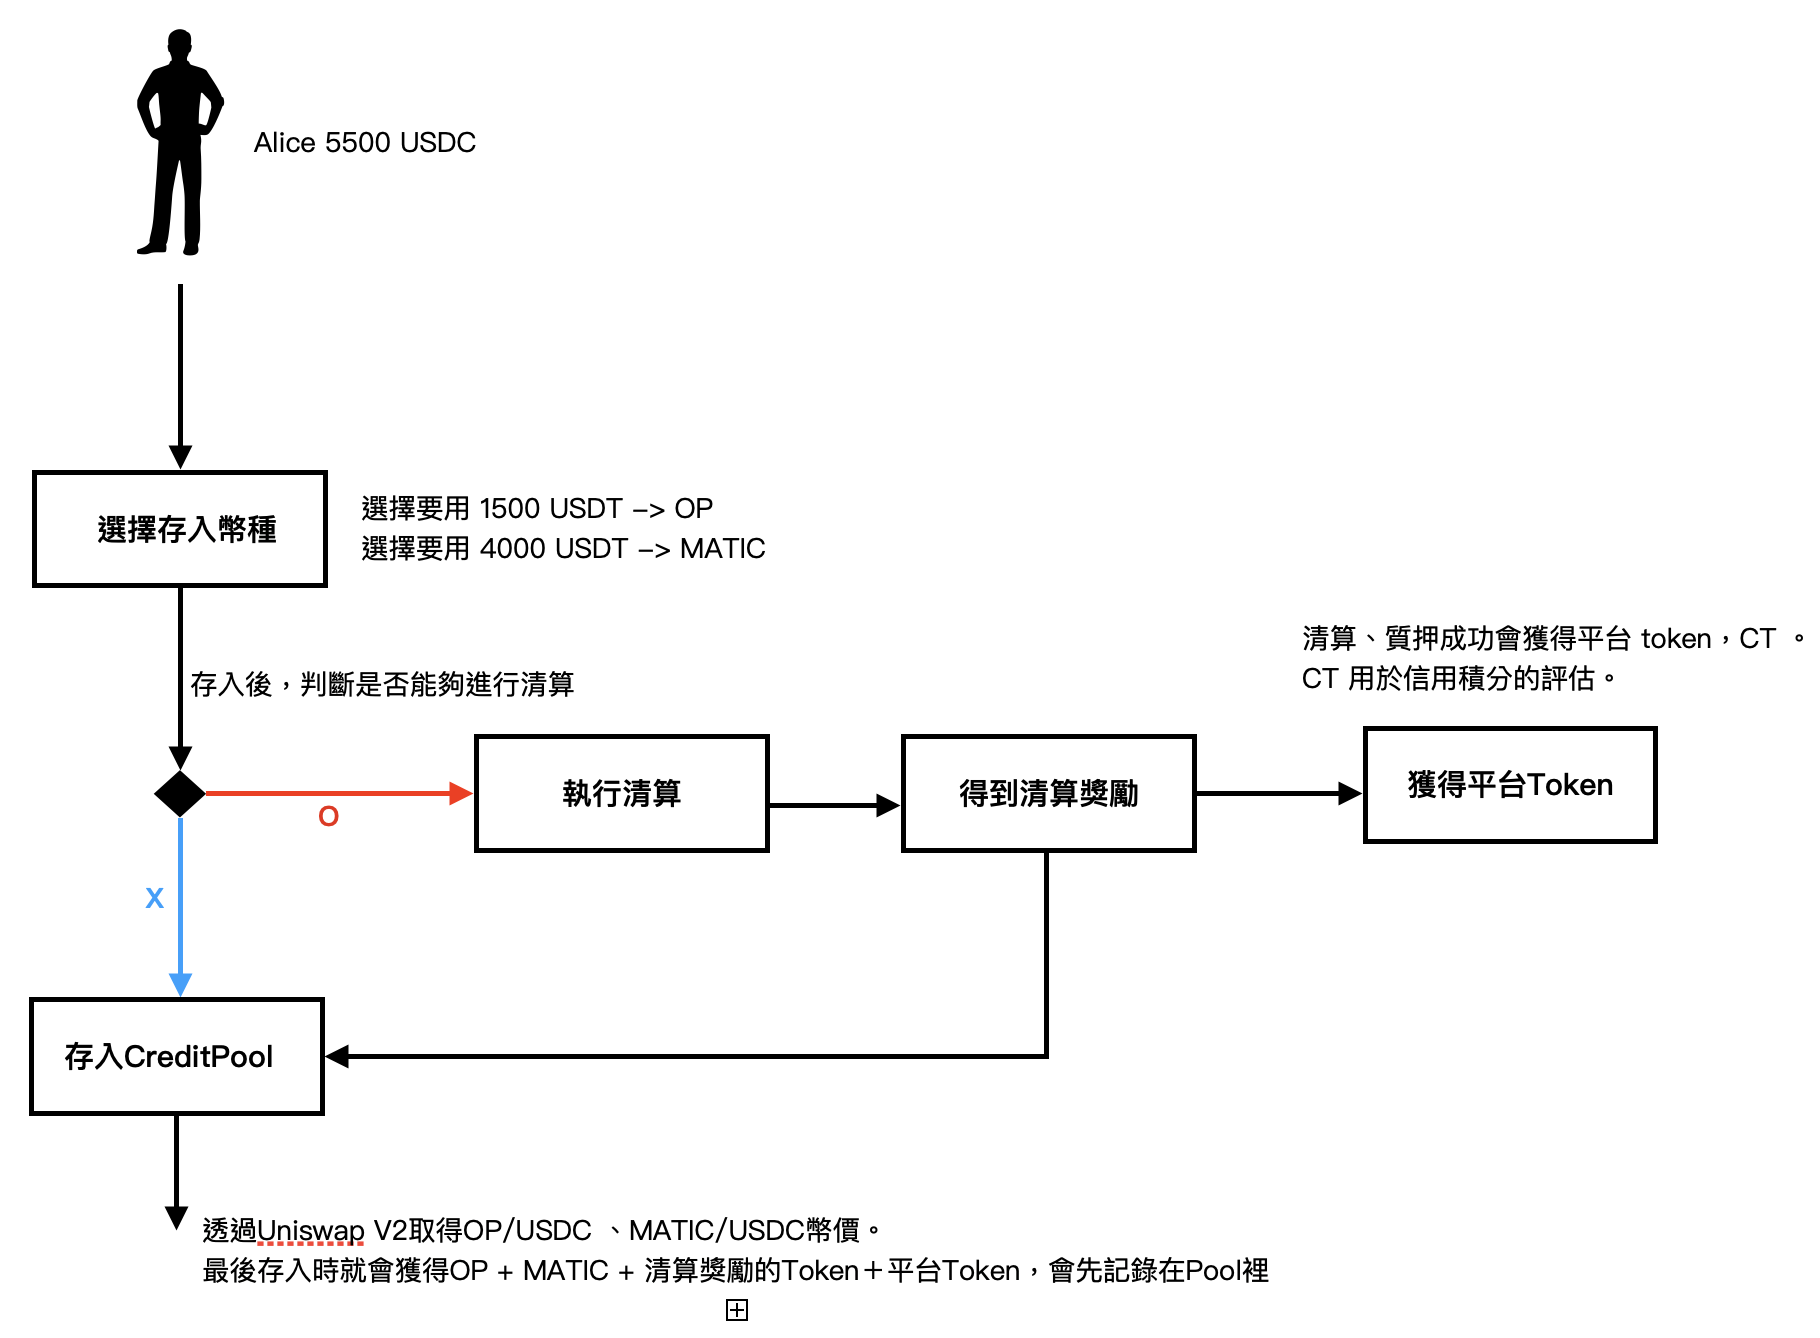 Alice 5500 USDC
選擇存入幣種
選擇要用 1500 USDT –> OP
選擇要用 4000 USDT –> MATIC
存入後，判斷是否能夠進行清算
清算、質押成功會獲得平台 token，CT 。
CT 用於信用積分的評估。
執行清算
得到清算獎勵
獲得平台Token
O
X
存入CreditPool
透過Uniswap V2取得OP/USDC 、MATIC/USDC幣價。
最後存入時就會獲得OP + MATIC + 清算獎勵的Token＋平台Token，會先記錄在Pool裡